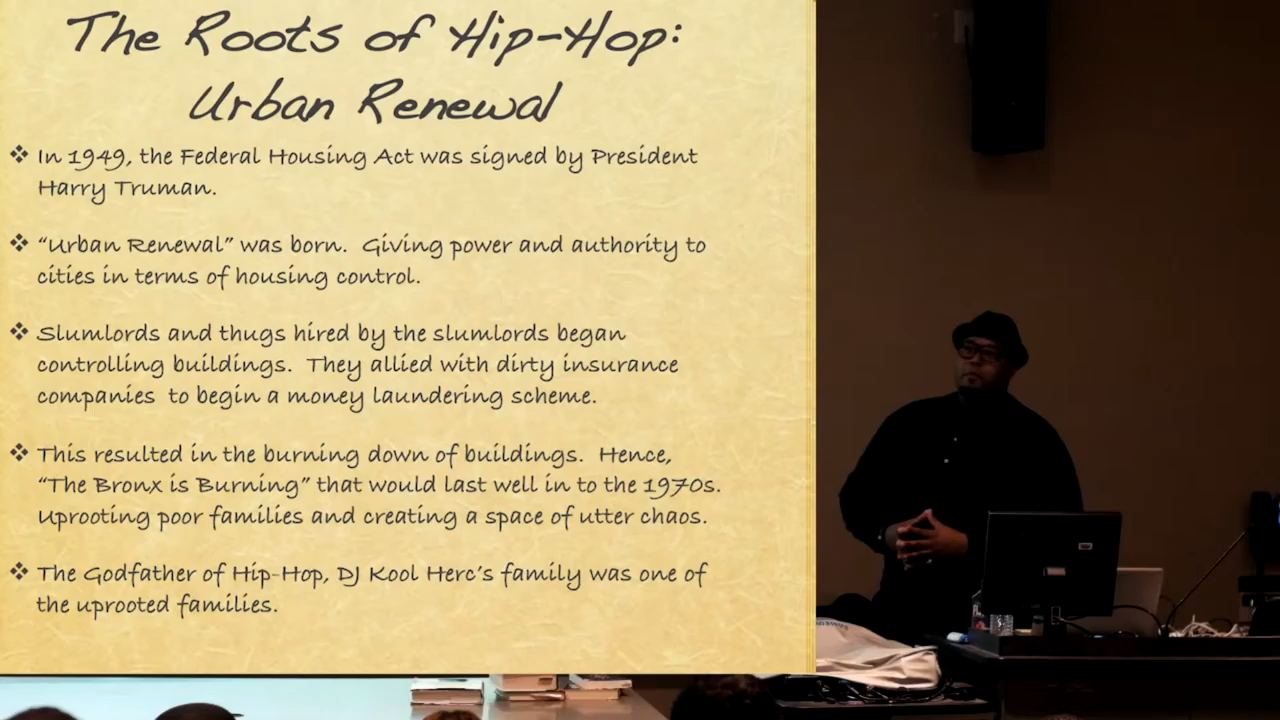 The Roots of Hip-Hop:
Urban Renewal
❖ In 1949, the Federal Housing Act was signed by President
Harry Truman.
❖ "Urban Renewal" was born.  Giving power and authority to
cities in terms of housing control.
❖ Slumlords and thugs hired by the slumlords began
controlling buildings.  They allied with dirty insurance
companies  to begin a money laundering scheme.
❖ This resulted in the burning down of buildings.  Hence,
"The Bronx is Burning" that would last well in to the 1970s.
Uprooting poor families and creating a space of utter chaos.
❖ The Godfather of Hip-Hop, DJ Kool Herc's family was one of
the uprooted families.